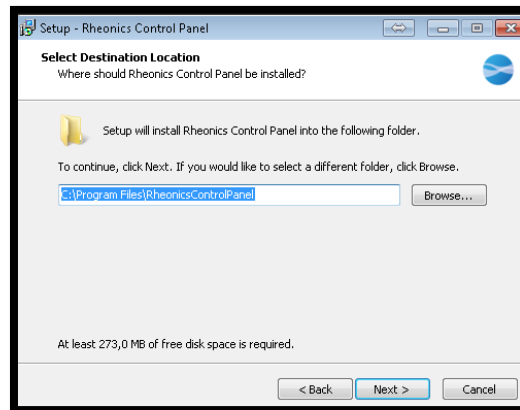 Setup - Rheonics Control Panel
Select Destination Location
Where should Rheonics Control Panel be installed?
Setup will install Rheonics Control Panel into the following folder.
To continue, click Next. If you would like to select a different folder, click Browse.
C:\Program Files\RheonicsControlPanel
Browse...
At least 273,0 MB of free disk space is required.
< Back
Next >
Cancel